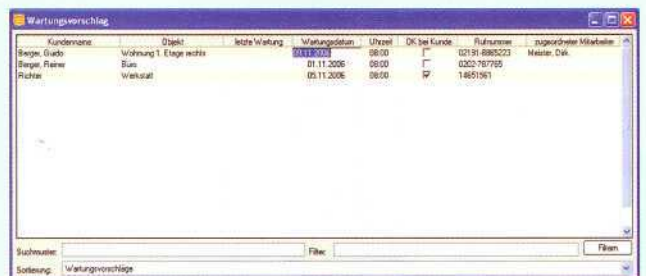 Wartungsvorschlag
Kundenname Objekt letzte Wartung Wartungsdatum Uhrzeit OK bei Kunde Rufnummer zugeordneter Mitarbeiter
Berger, Guido Wohnung 1. Etage rechts 2006 08:00 02191-8865223 Meister, Dirk
Berger, Rainer Büro 01.11.2006 08:00 0202-787765
Richter Werkstatt 05.11.2006 08:00 14651561
Suchmuster: Filter: Filtern
Sortierung: Wartungsvorschläge